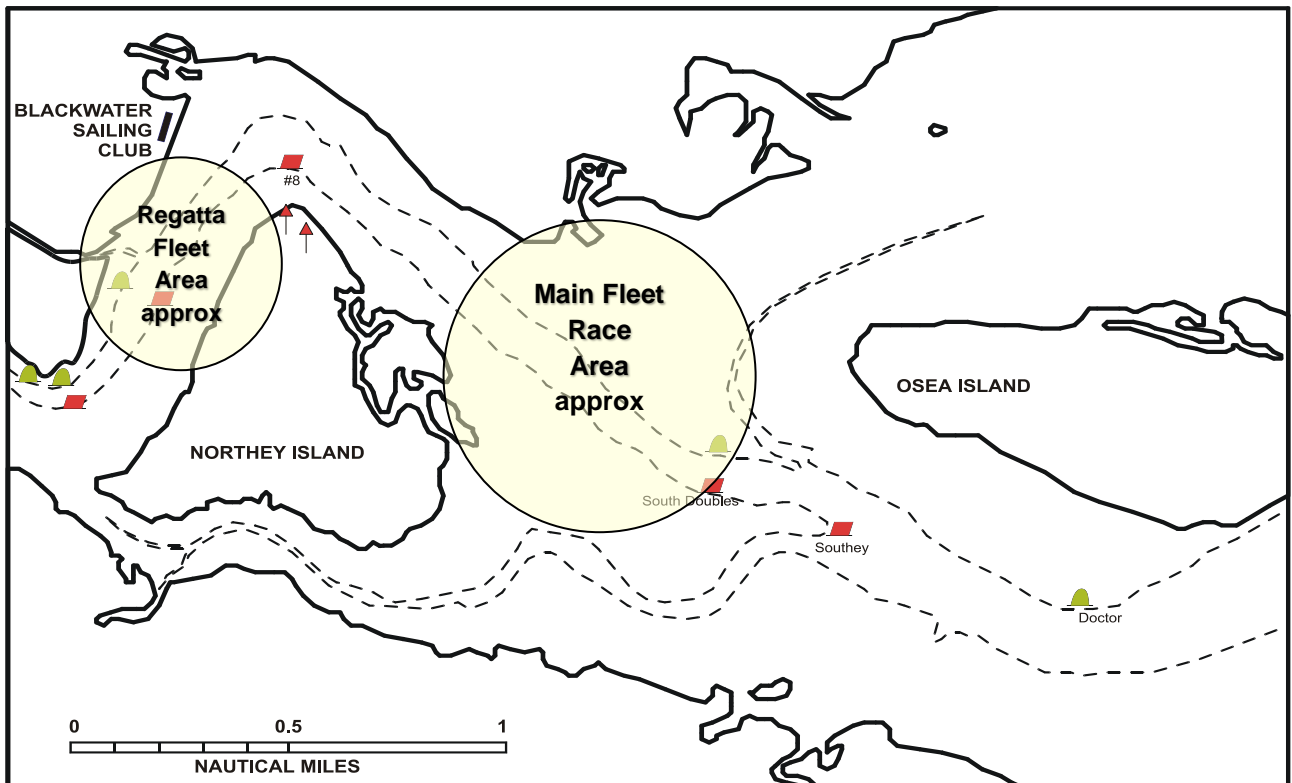 BLACKWATER
SAILING
CLUB
#8
Regatta
Fleet
Area
approx
Main Fleet
Race
Area
approx
OSEA ISLAND
NORTHEY ISLAND
South Doubles
Southey
Doctor
0 0.5 1
NAUTICAL MILES